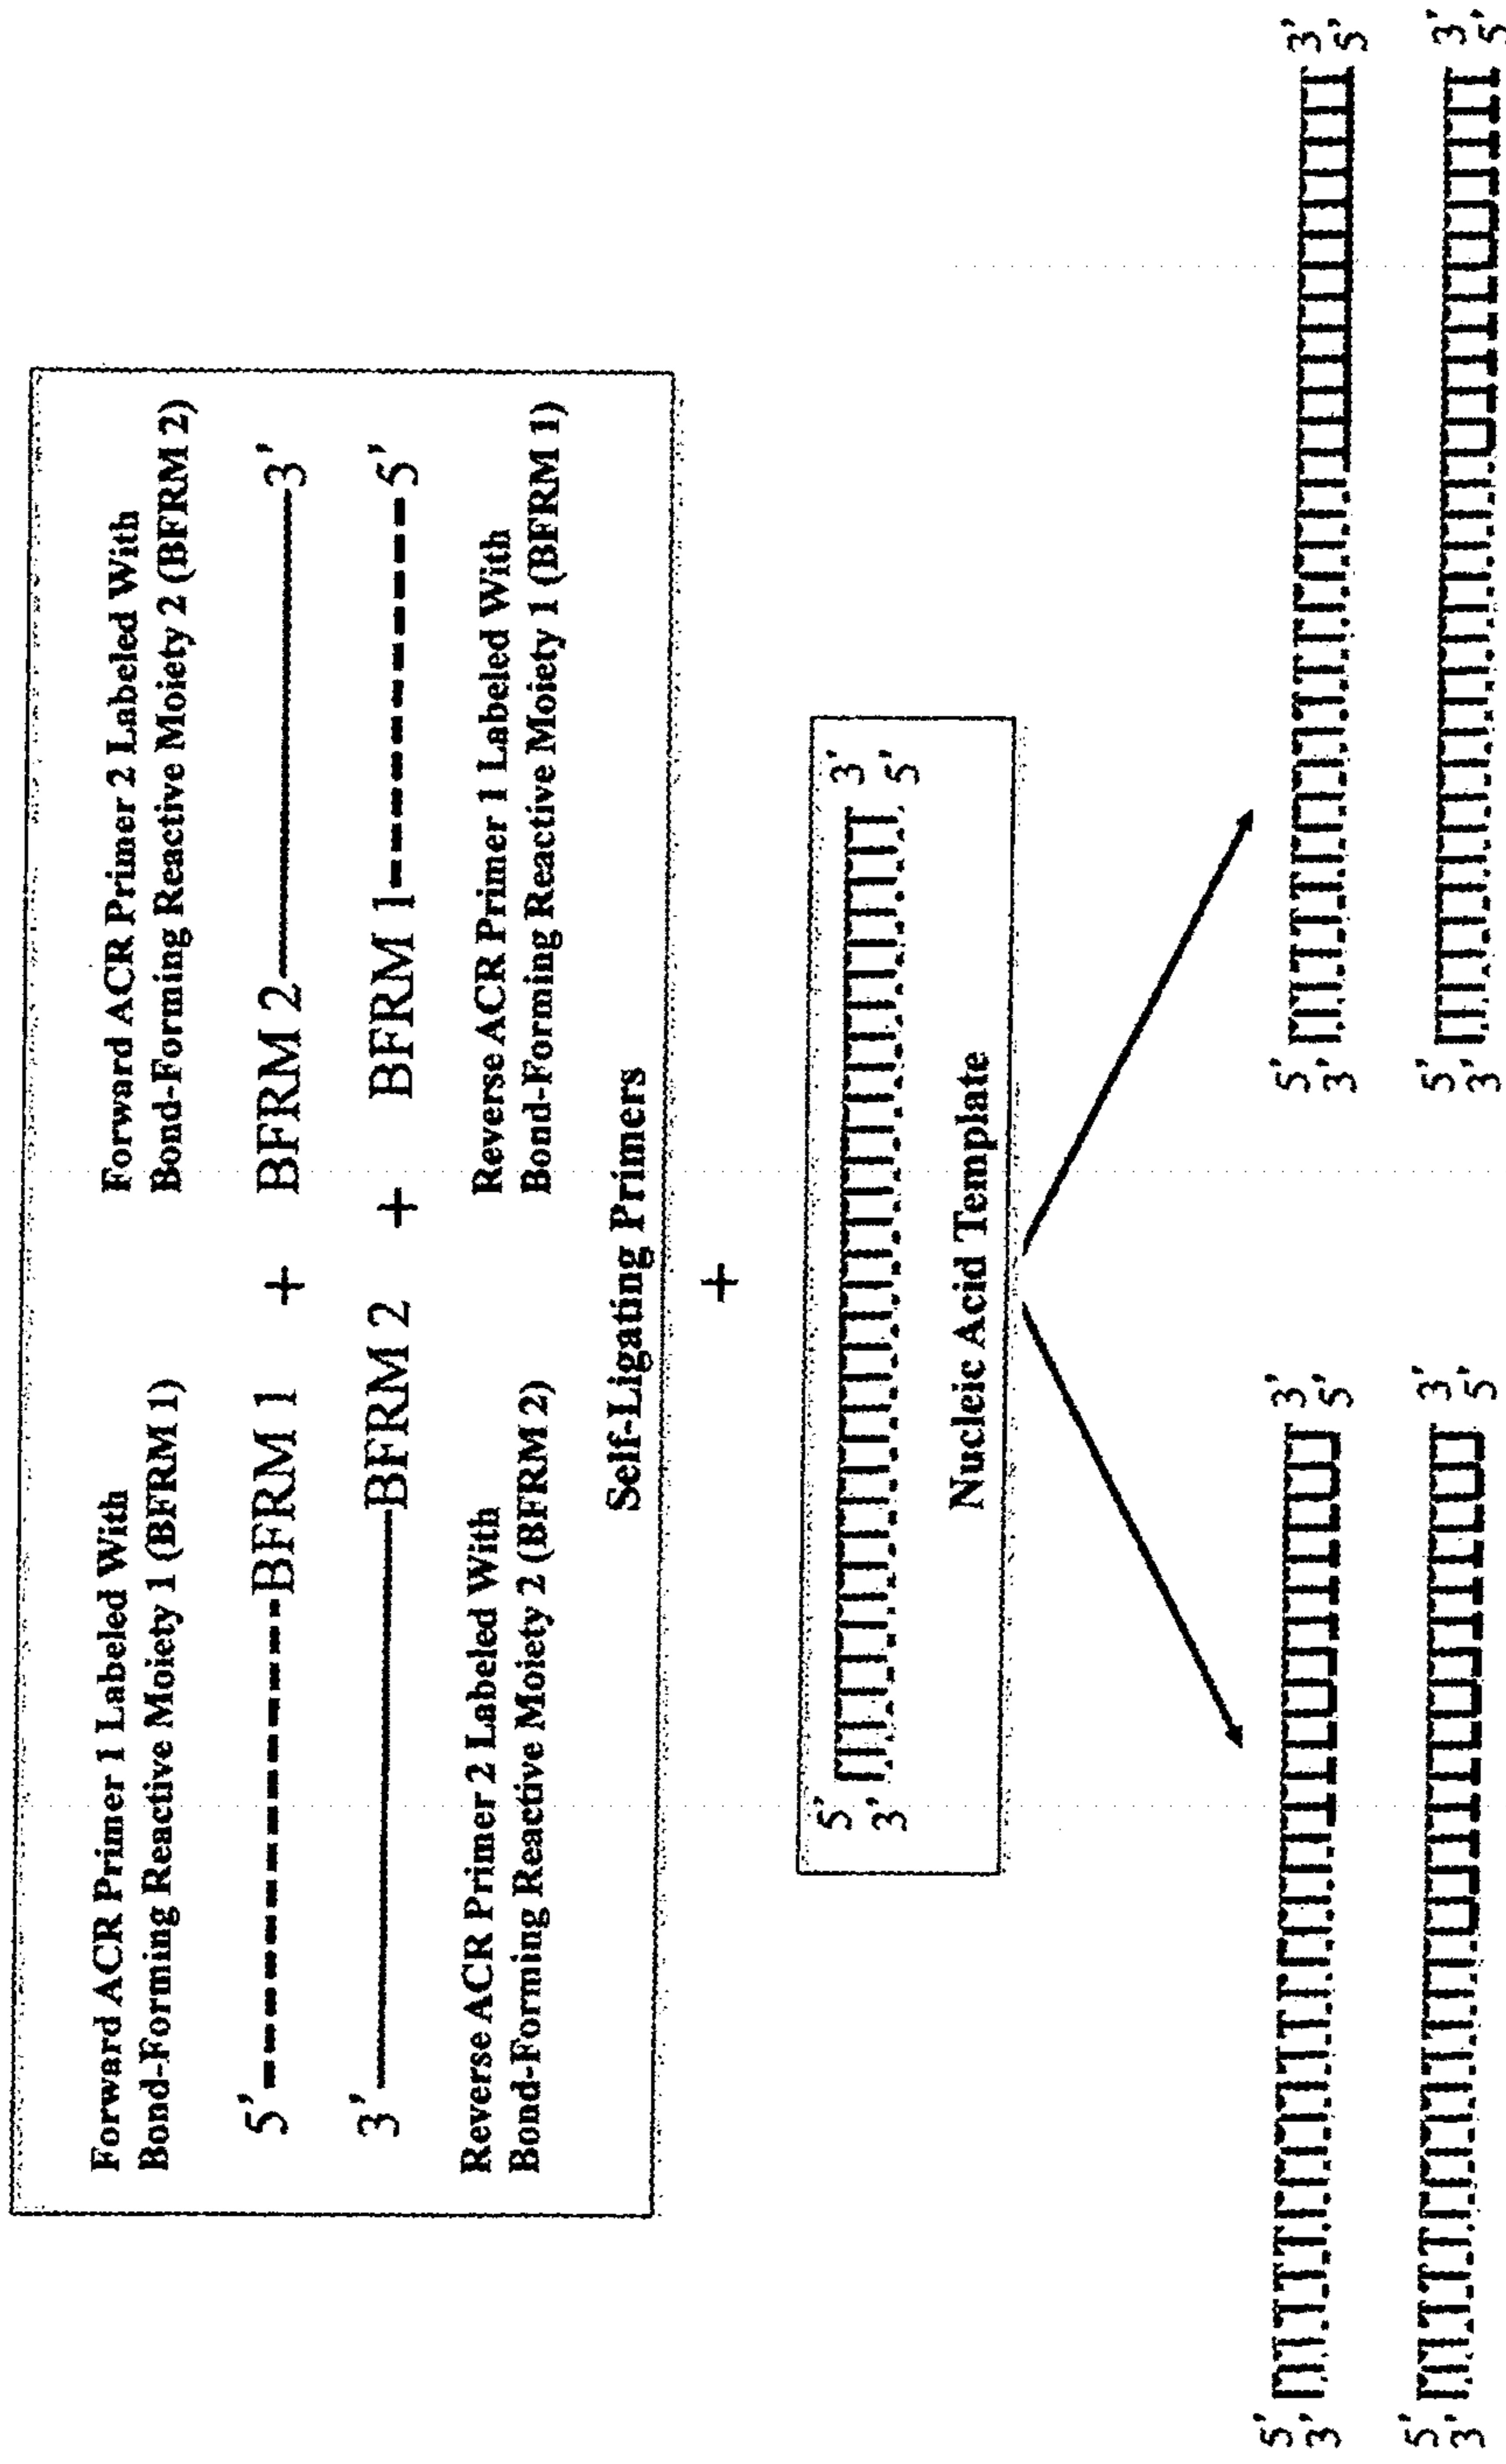 Forward ACR Primer 1 Labeled With
Bond-Forming Reactive Moiety 1 (BFRM 1)
Forward ACR Primer 2 Labeled With
Bond-Forming Reactive Moiety 2 (BFRM 2)
5' BFRM 1 + BFRM 2 3'
3' BFRM 2 + BFRM 1 5'
Reverse ACR Primer 2 Labeled With
Bond-Forming Reactive Moiety 2 (BFRM 2)
Reverse ACR Primer 1 Labeled With
Bond-Forming Reactive Moiety 1 (BFRM 1)
Self-Ligating Primers
+
5' 3'
3' 5'
Nucleic Acid Template
5' 3'
3' 5'
5' 3'
3' 5'
5' 3'
3' 5'
5' 3'
3' 5'